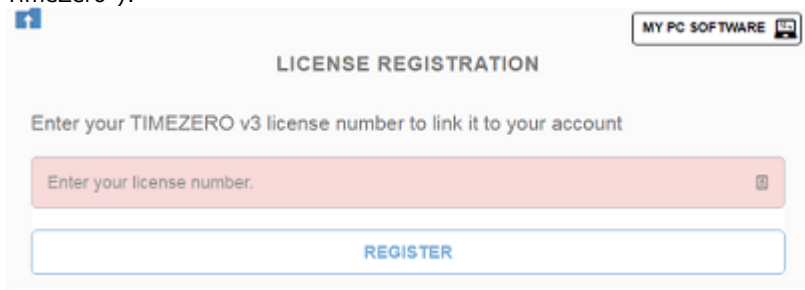 TimeZero").
MY PC SOFTWARE
LICENSE REGISTRATION
Enter your TIMEZERO v3 license number to link it to your account
Enter your license number.
REGISTER